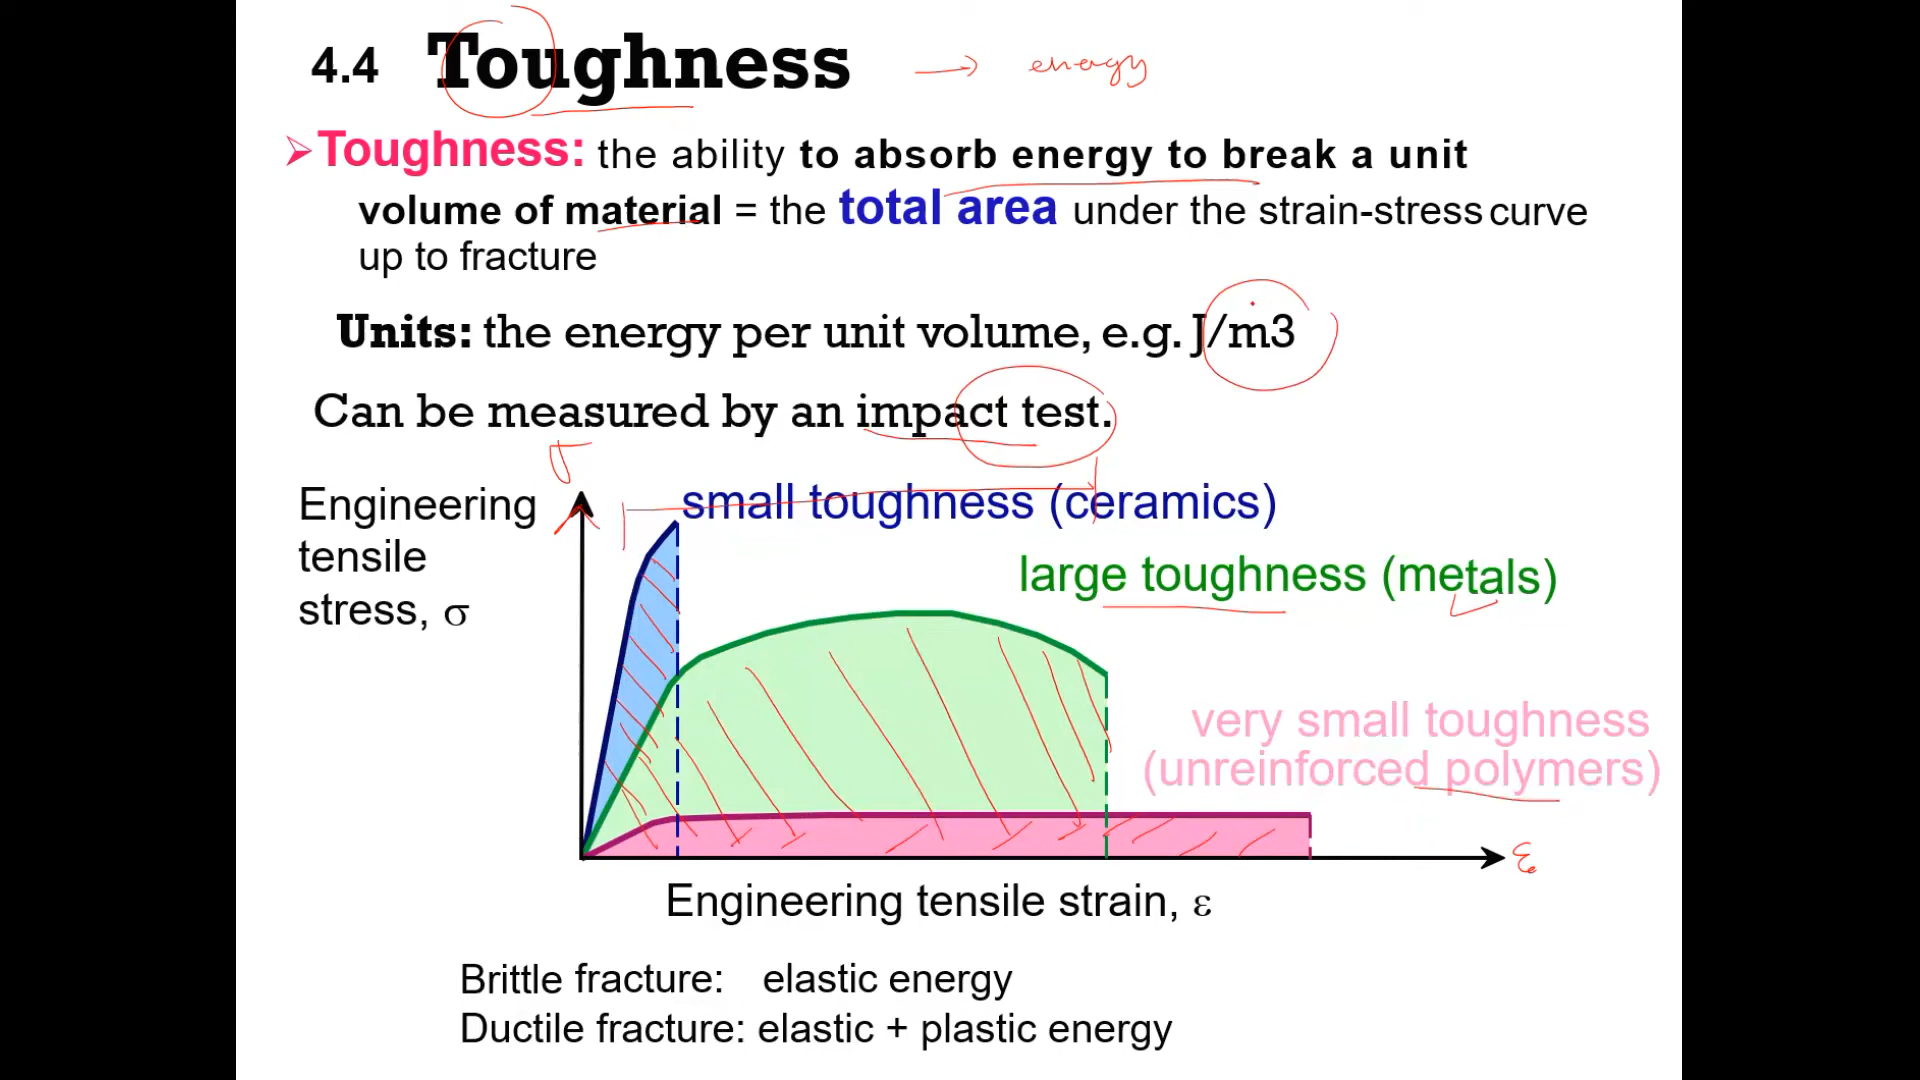 4.4 Toughness → energy
➢Toughness: the ability to absorb energy to break a unit
volume of material = the total area under the strain-stress curve
up to fracture
Units: the energy per unit volume, e.g. J/m3
Can be measured by an impact test.
σ
Engineering
tensile
stress, σ
small toughness (ceramics)
large toughness (metals)
very small toughness
(unreinforced polymers)
ε
Engineering tensile strain, ε
Brittle fracture: elastic energy
Ductile fracture: elastic + plastic energy